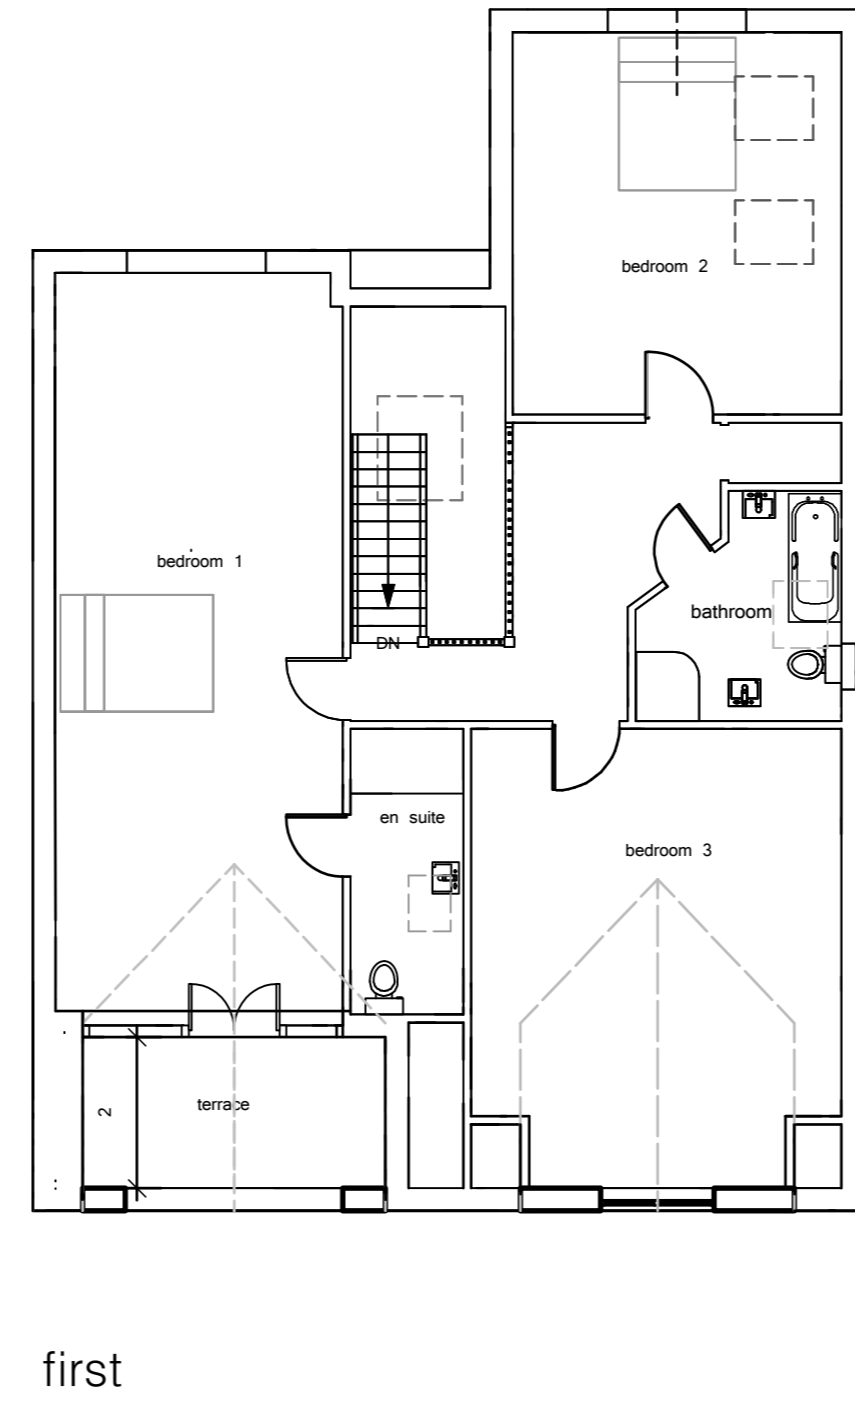 bedroom 2
bedroom 1
bathroom
DN
en suite
bedroom 3
2
terrace
first